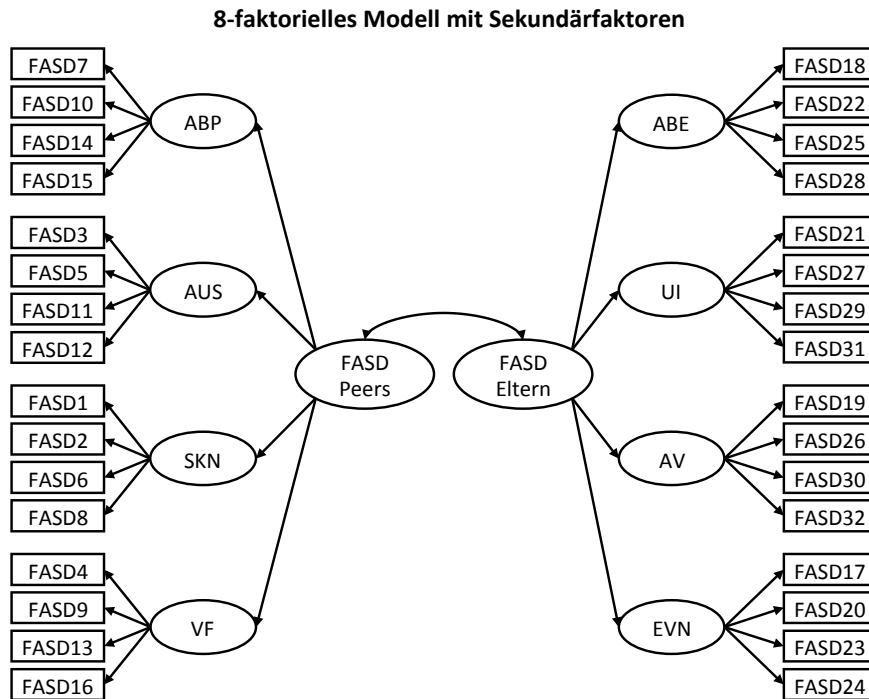 8-faktorielles Modell mit Sekundärfaktoren
FASD7
FASD10
FASD14
FASD15
ABP
FASD3
FASD5
FASD11
FASD12
AUS
FASD1
FASD2
FASD6
FASD8
SKN
FASD4
FASD9
FASD13
FASD16
VF
FASD
Peers
FASD
Eltern
ABE
FASD18
FASD22
FASD25
FASD28
UI
FASD21
FASD27
FASD29
FASD31
AV
FASD19
FASD26
FASD30
FASD32
EVN
FASD17
FASD20
FASD23
FASD24